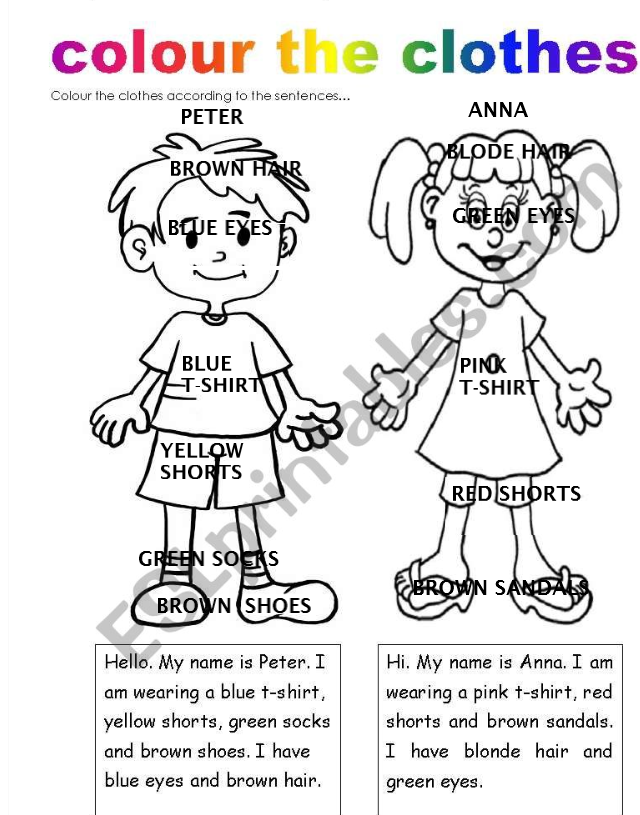 colour the clothes
Colour the clothes according to the sentences...
PETER
BROWN HAIR
BLUE EYES
BLUE
T-SHIRT
YELLOW
SHORTS
GREEN SOCKS
BROWN SHOES
ANNA
BLODE HAIR
GREEN EYES
PINK
T-SHIRT
RED SHORTS
BROWN SANDALS
Hello. My name is Peter. I
am wearing a blue t-shirt,
yellow shorts, green socks
and brown shoes. I have
blue eyes and brown hair.
Hi. My name is Anna. I am
wearing a pink t-shirt, red
shorts and brown sandals.
I have blonde hair and
green eyes.
ESLprintables.com